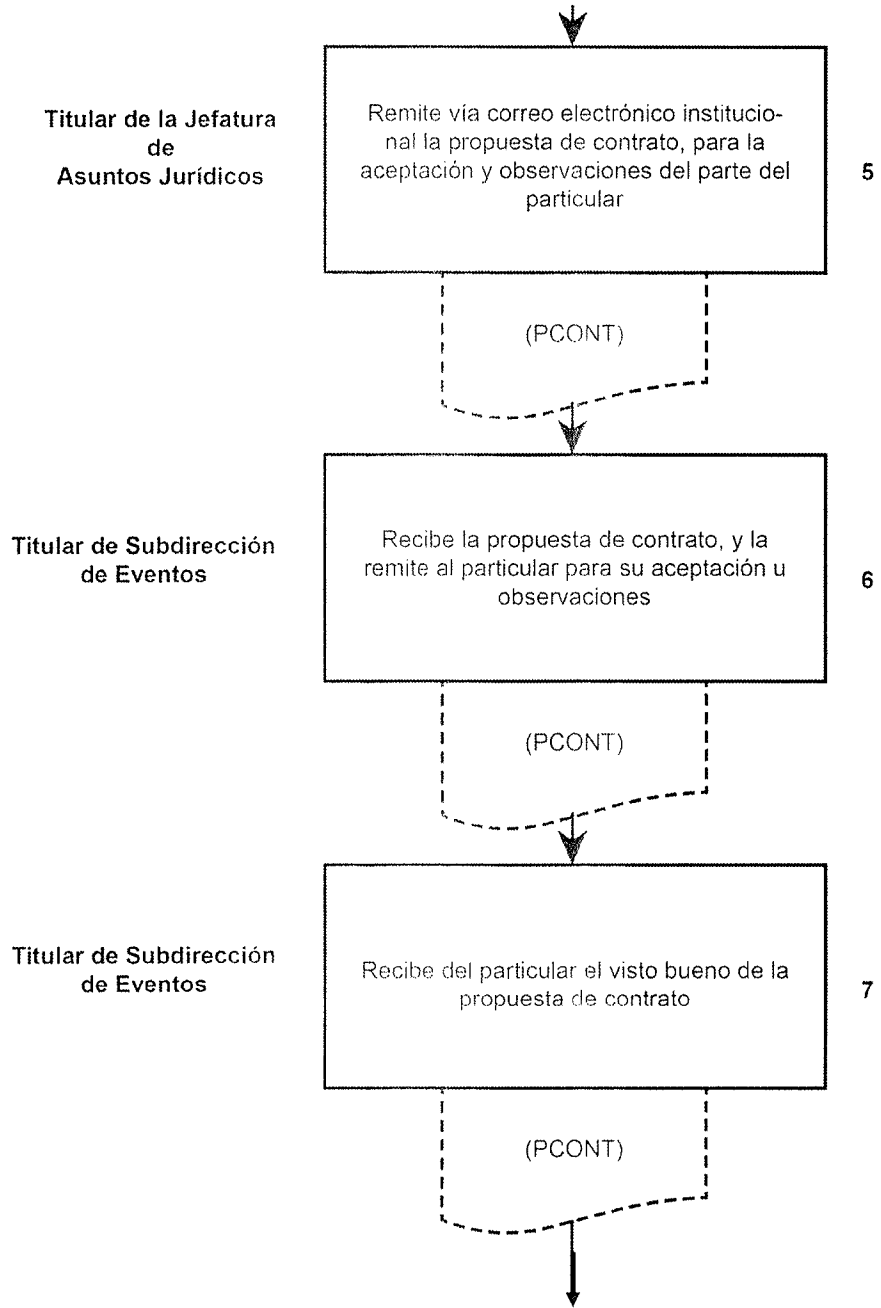 Titular de la Jefatura
de
Asuntos Jurídicos
Remite vía correo electrónico institucio-
nal la propuesta de contrato, para la
aceptación y observaciones del parte del
particular
5
(PCONT)
Titular de Subdirección
de Eventos
Recibe la propuesta de contrato, y la
remite al particular para su aceptación u
observaciones
6
(PCONT)
Titular de Subdirección
de Eventos
Recibe del particular el visto bueno de la
propuesta de contrato
7
(PCONT)